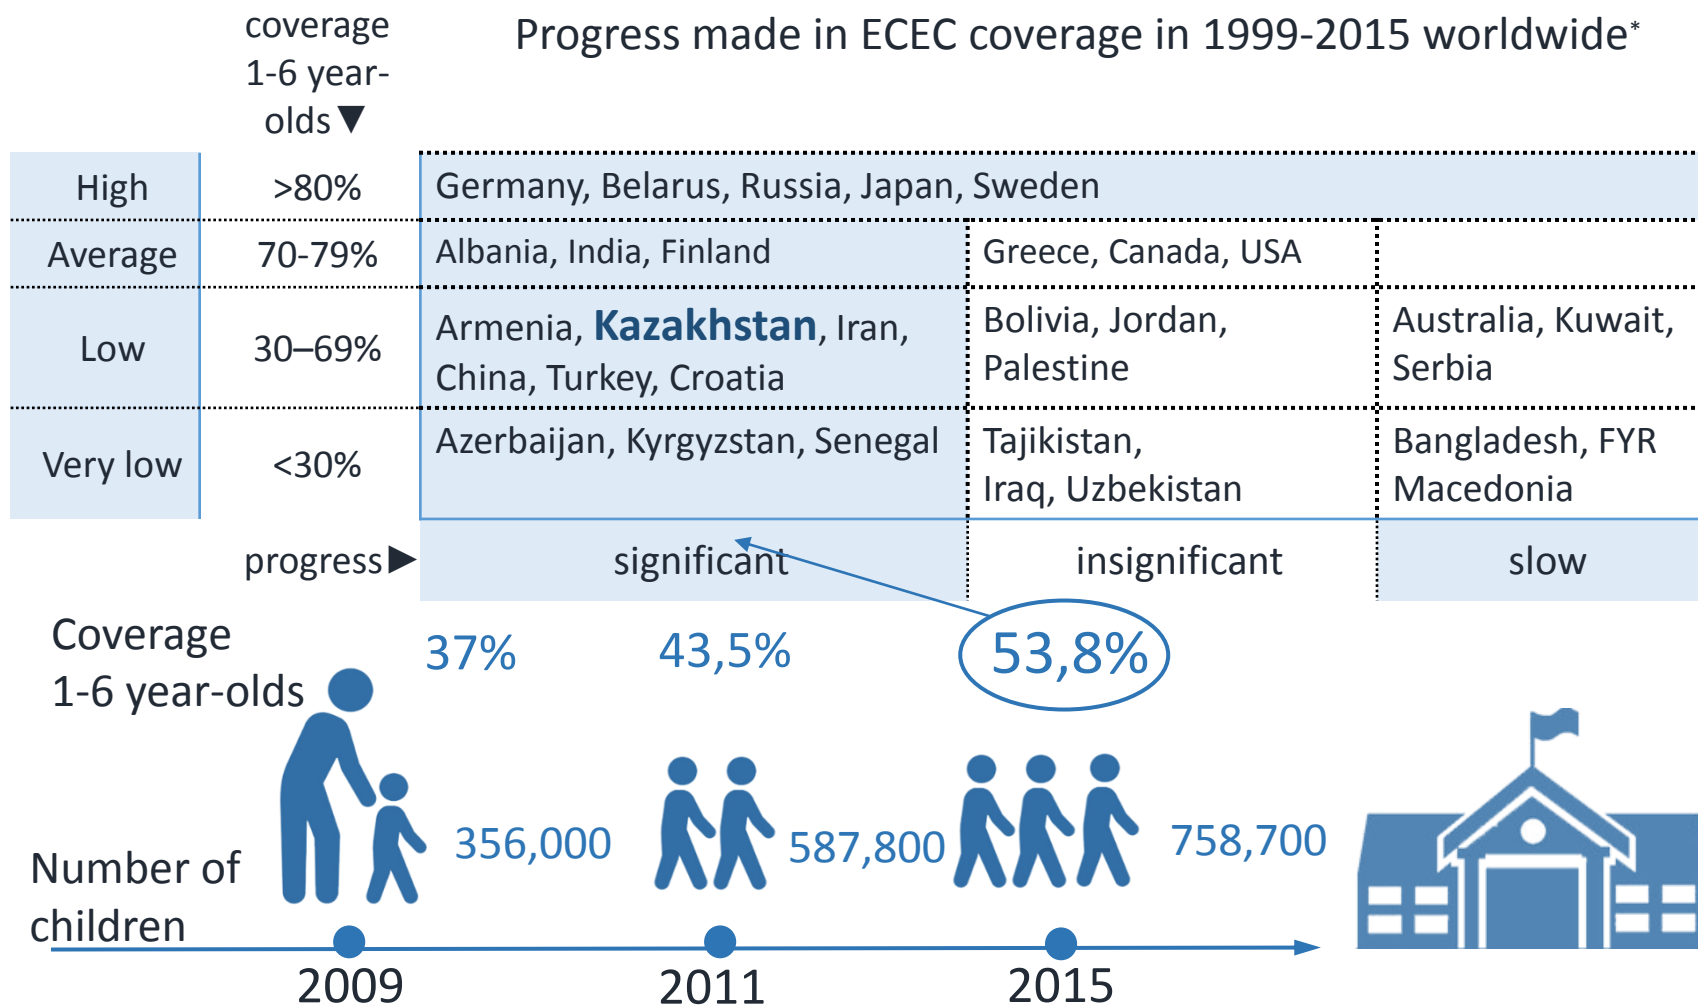 coverage
1-6 year-
olds ▼
Progress made in ECEC coverage in 1999-2015 worldwide*
High
>80%
Germany, Belarus, Russia, Japan, Sweden
Average
70-79%
Albania, India, Finland
Greece, Canada, USA
Low
30–69%
Armenia, Kazakhstan, Iran,
China, Turkey, Croatia
Bolivia, Jordan,
Palestine
Australia, Kuwait,
Serbia
Very low
<30%
Azerbaijan, Kyrgyzstan, Senegal
Tajikistan,
Iraq, Uzbekistan
Bangladesh, FYR
Macedonia
progress ▶
significant
insignificant
slow
Coverage
1-6 year-olds
37%
43,5%
53,8%
Number of
children
356,000
587,800
758,700
2009
2011
2015